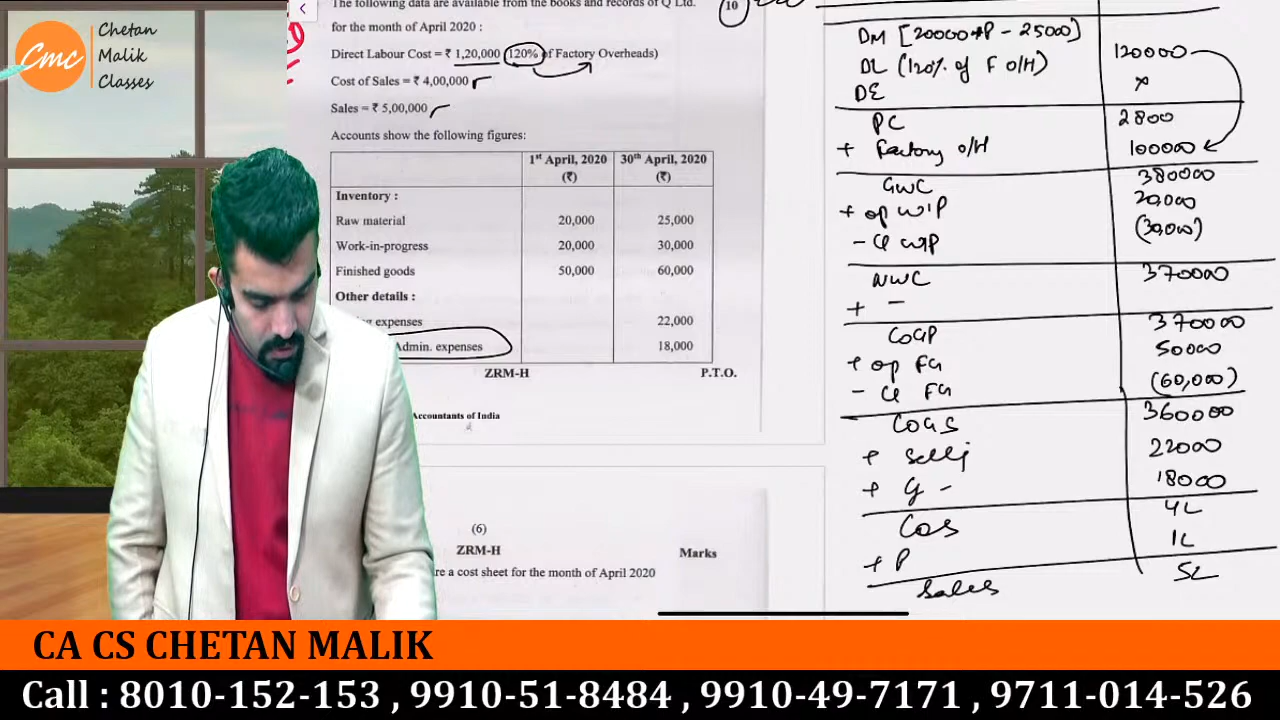 Chetan
Malik
Classes
CMC
The following data are available from the books and records of Q Ltd.
for the month of April 2020 :
Direct Labour Cost = ₹ 1,20,000 (120% of Factory Overheads)
Cost of Sales = ₹ 4,00,000
Sales = ₹ 5,00,000
Accounts show the following figures:
1st April, 2020 (₹) 30th April, 2020 (₹)
Inventory :
Raw material 20,000 25,000
Work-in-progress 20,000 30,000
Finished goods 50,000 60,000
Other details :
expenses 22,000
Admin. expenses 18,000
ZRM-H P.T.O.
Accountants of India
(6)
ZRM-H Marks
re a cost sheet for the month of April 2020
10
DM [20000+P - 25000]
DL (120% of F O/H) 120000
DE ×
PC 2800
+ Factory O/H 100000
GWC 380000
+ op WIP 20,000
- Cl WIP (30,000)
NWC 370000
+ -
COGP 370000
+ op FG 50000
- Cl FG (60,000)
COGS 360000
+ Selli 22000
+ G - 18000
COS 4L
+ P 1L
Sales 5L
CA CS CHETAN MALIK
Call : 8010-152-153 , 9910-51-8484 , 9910-49-7171 , 9711-014-526